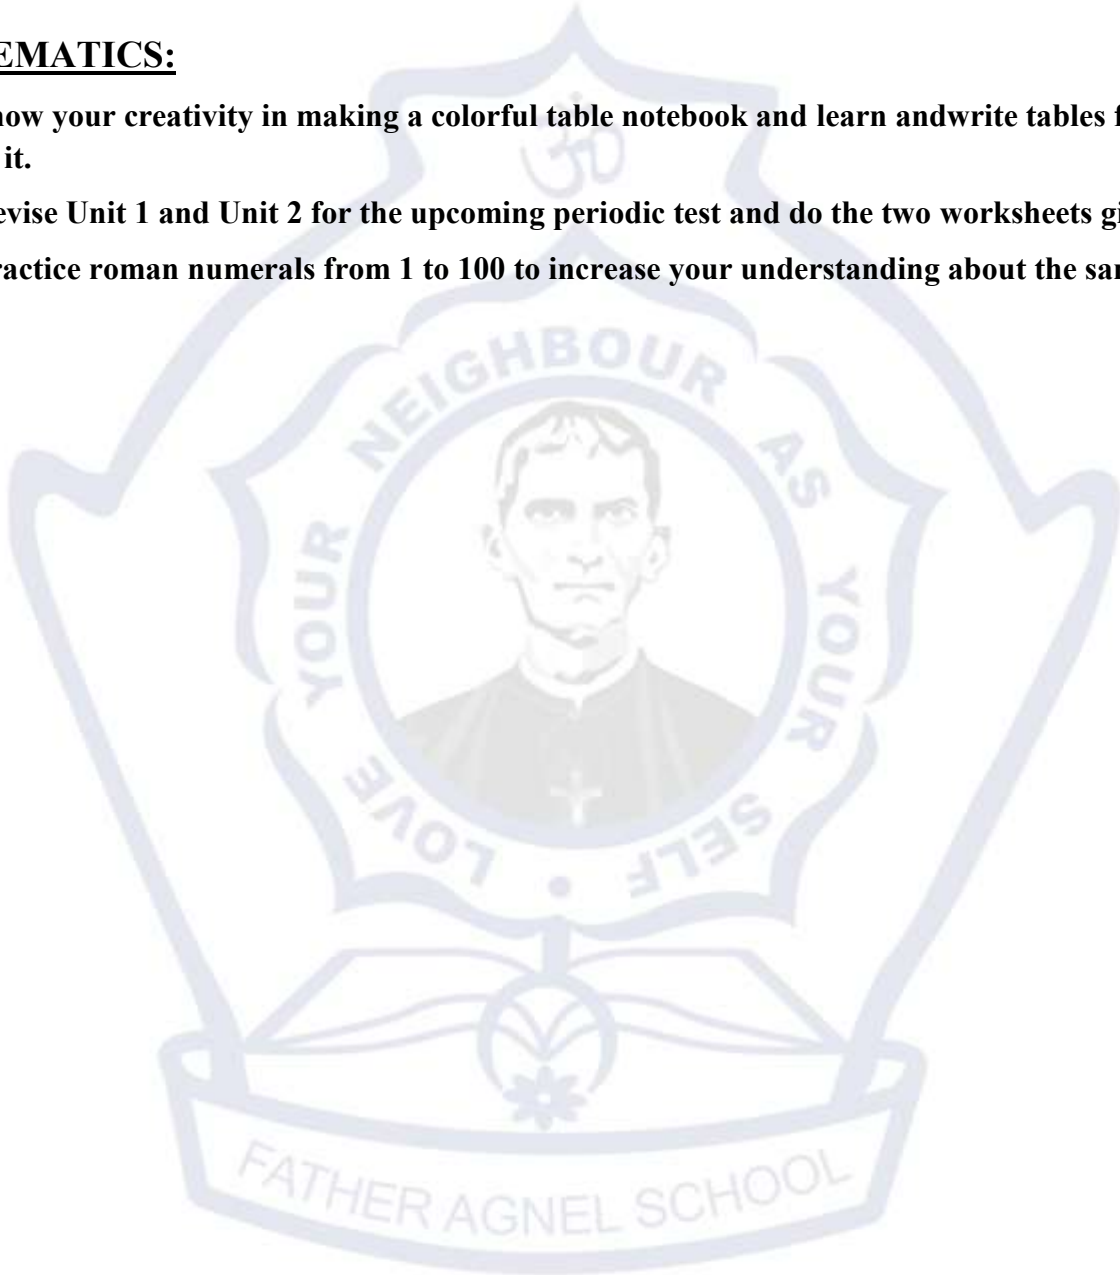 EMATICS:
how your creativity in making a colorful table notebook and learn andwrite tables f
it.
evise Unit 1 and Unit 2 for the upcoming periodic test and do the two worksheets gi
ractice roman numerals from 1 to 100 to increase your understanding about the sa
ॐ
LOVE YOUR NEIGHBOUR AS YOUR SELF
FATHER AGNEL SCHOOL